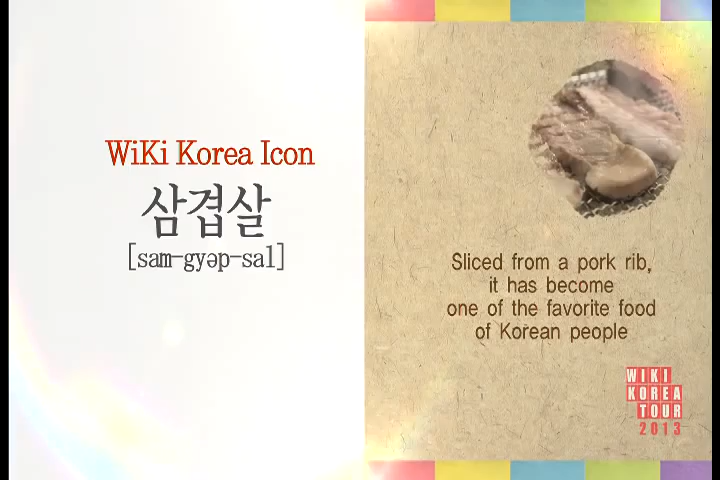 WiKi Korea Icon
삼겹살
[sam-gyəp-sal]
Sliced from a pork rib,
it has become
one of the favorite food
of Korean people
WIKI
KOREA
TOUR
2013